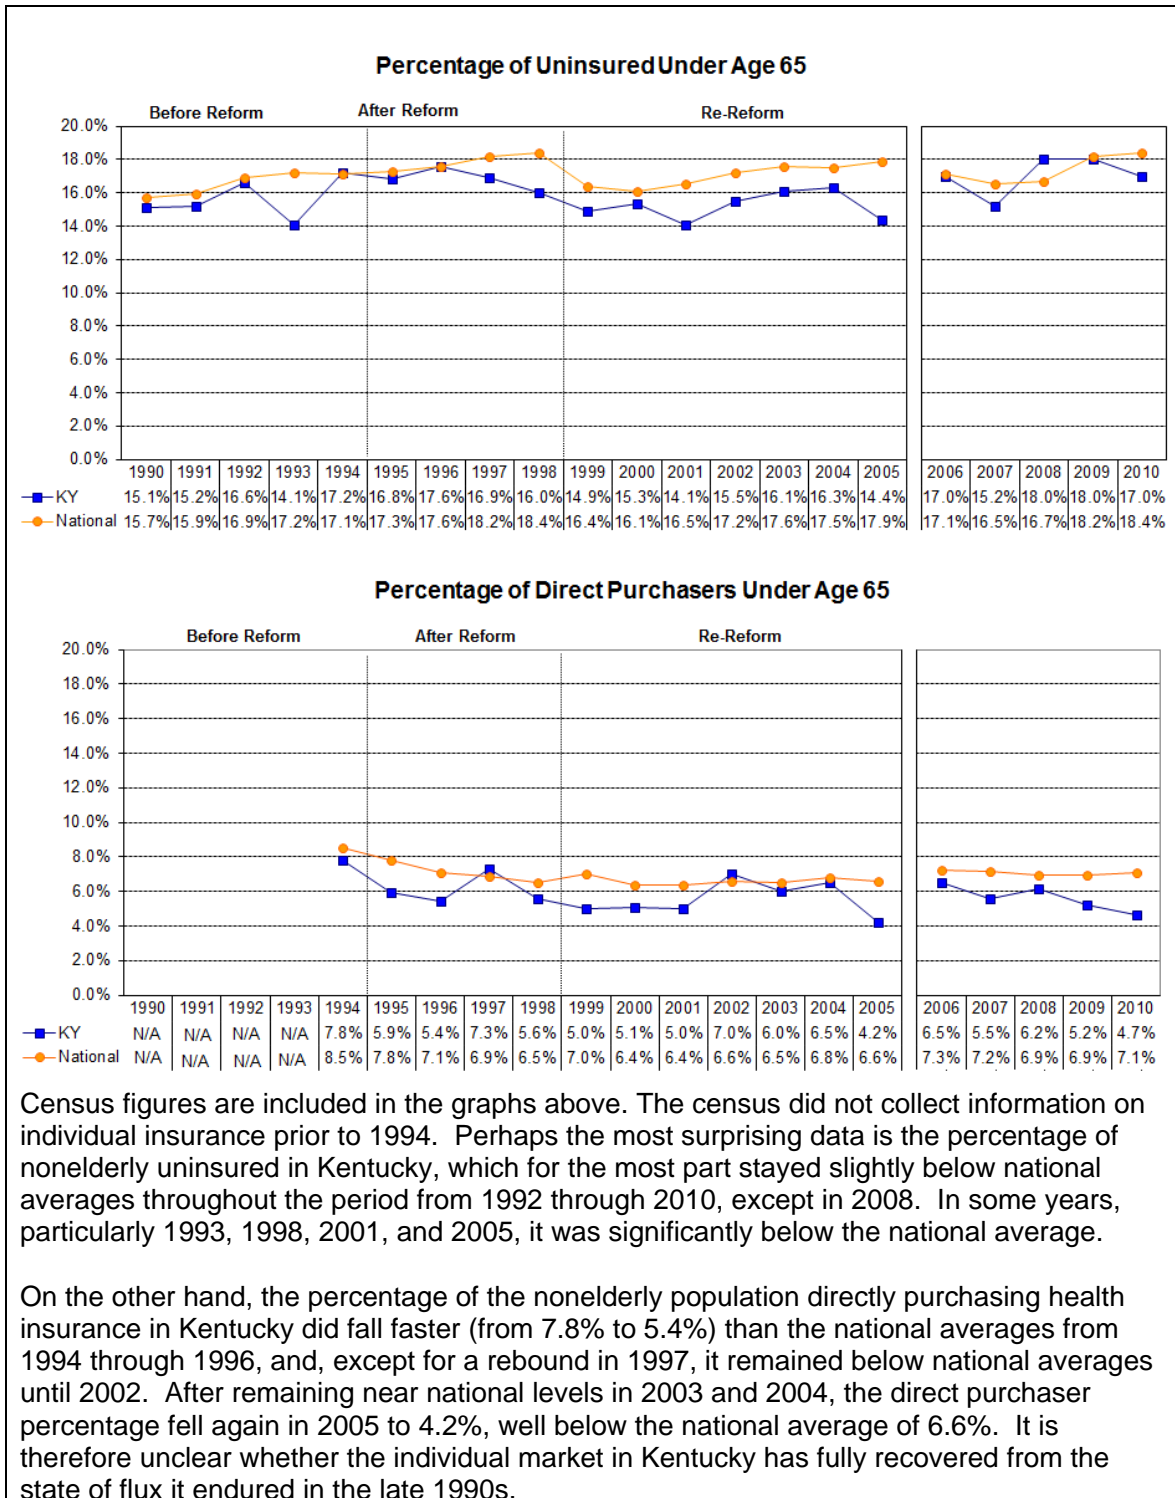 Percentage of Uninsured Under Age 65
Before Reform After Reform Re-Reform
20.0%
18.0%
16.0%
14.0%
12.0%
10.0%
8.0%
6.0%
4.0%
2.0%
0.0%
1990 1991 1992 1993 1994 1995 1996 1997 1998 1999 2000 2001 2002 2003 2004 2005 2006 2007 2008 2009 2010
KY 15.1% 15.2% 16.6% 14.1% 17.2% 16.8% 17.6% 16.9% 16.0% 14.9% 15.3% 14.1% 15.5% 16.1% 16.3% 14.4% 17.0% 15.2% 18.0% 18.0% 17.0%
National 15.7% 15.9% 16.9% 17.2% 17.1% 17.3% 17.6% 18.2% 18.4% 16.4% 16.1% 16.5% 17.2% 17.6% 17.5% 17.9% 17.1% 16.5% 16.7% 18.2% 18.4%
Percentage of Direct Purchasers Under Age 65
Before Reform After Reform Re-Reform
20.0%
18.0%
16.0%
14.0%
12.0%
10.0%
8.0%
6.0%
4.0%
2.0%
0.0%
1990 1991 1992 1993 1994 1995 1996 1997 1998 1999 2000 2001 2002 2003 2004 2005 2006 2007 2008 2009 2010
KY N/A N/A N/A N/A 7.8% 5.9% 5.4% 7.3% 5.6% 5.0% 5.1% 5.0% 7.0% 6.0% 6.5% 4.2% 6.5% 5.5% 6.2% 5.2% 4.7%
National N/A N/A N/A N/A 8.5% 7.8% 7.1% 6.9% 6.5% 7.0% 6.4% 6.4% 6.6% 6.5% 6.8% 6.6% 7.3% 7.2% 6.9% 6.9% 7.1%
Census figures are included in the graphs above. The census did not collect information on
individual insurance prior to 1994. Perhaps the most surprising data is the percentage of
nonelderly uninsured in Kentucky, which for the most part stayed slightly below national
averages throughout the period from 1992 through 2010, except in 2008. In some years,
particularly 1993, 1998, 2001, and 2005, it was significantly below the national average.
On the other hand, the percentage of the nonelderly population directly purchasing health
insurance in Kentucky did fall faster (from 7.8% to 5.4%) than the national averages from
1994 through 1996, and, except for a rebound in 1997, it remained below national averages
until 2002. After remaining near national levels in 2003 and 2004, the direct purchaser
percentage fell again in 2005 to 4.2%, well below the national average of 6.6%. It is
therefore unclear whether the individual market in Kentucky has fully recovered from the
state of flux it endured in the late 1990s.